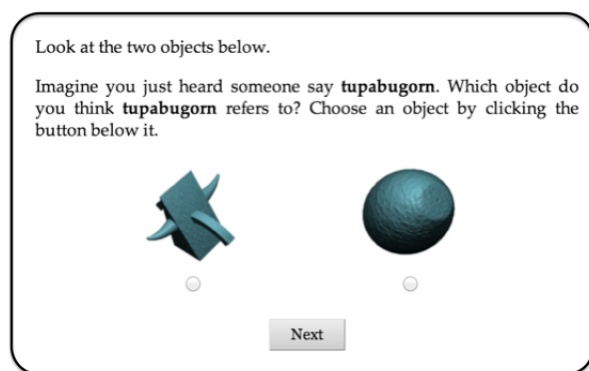 Look at the two objects below.
Imagine you just heard someone say tupabugorn. Which object do
you think tupabugorn refers to? Choose an object by clicking the
button below it.
Next